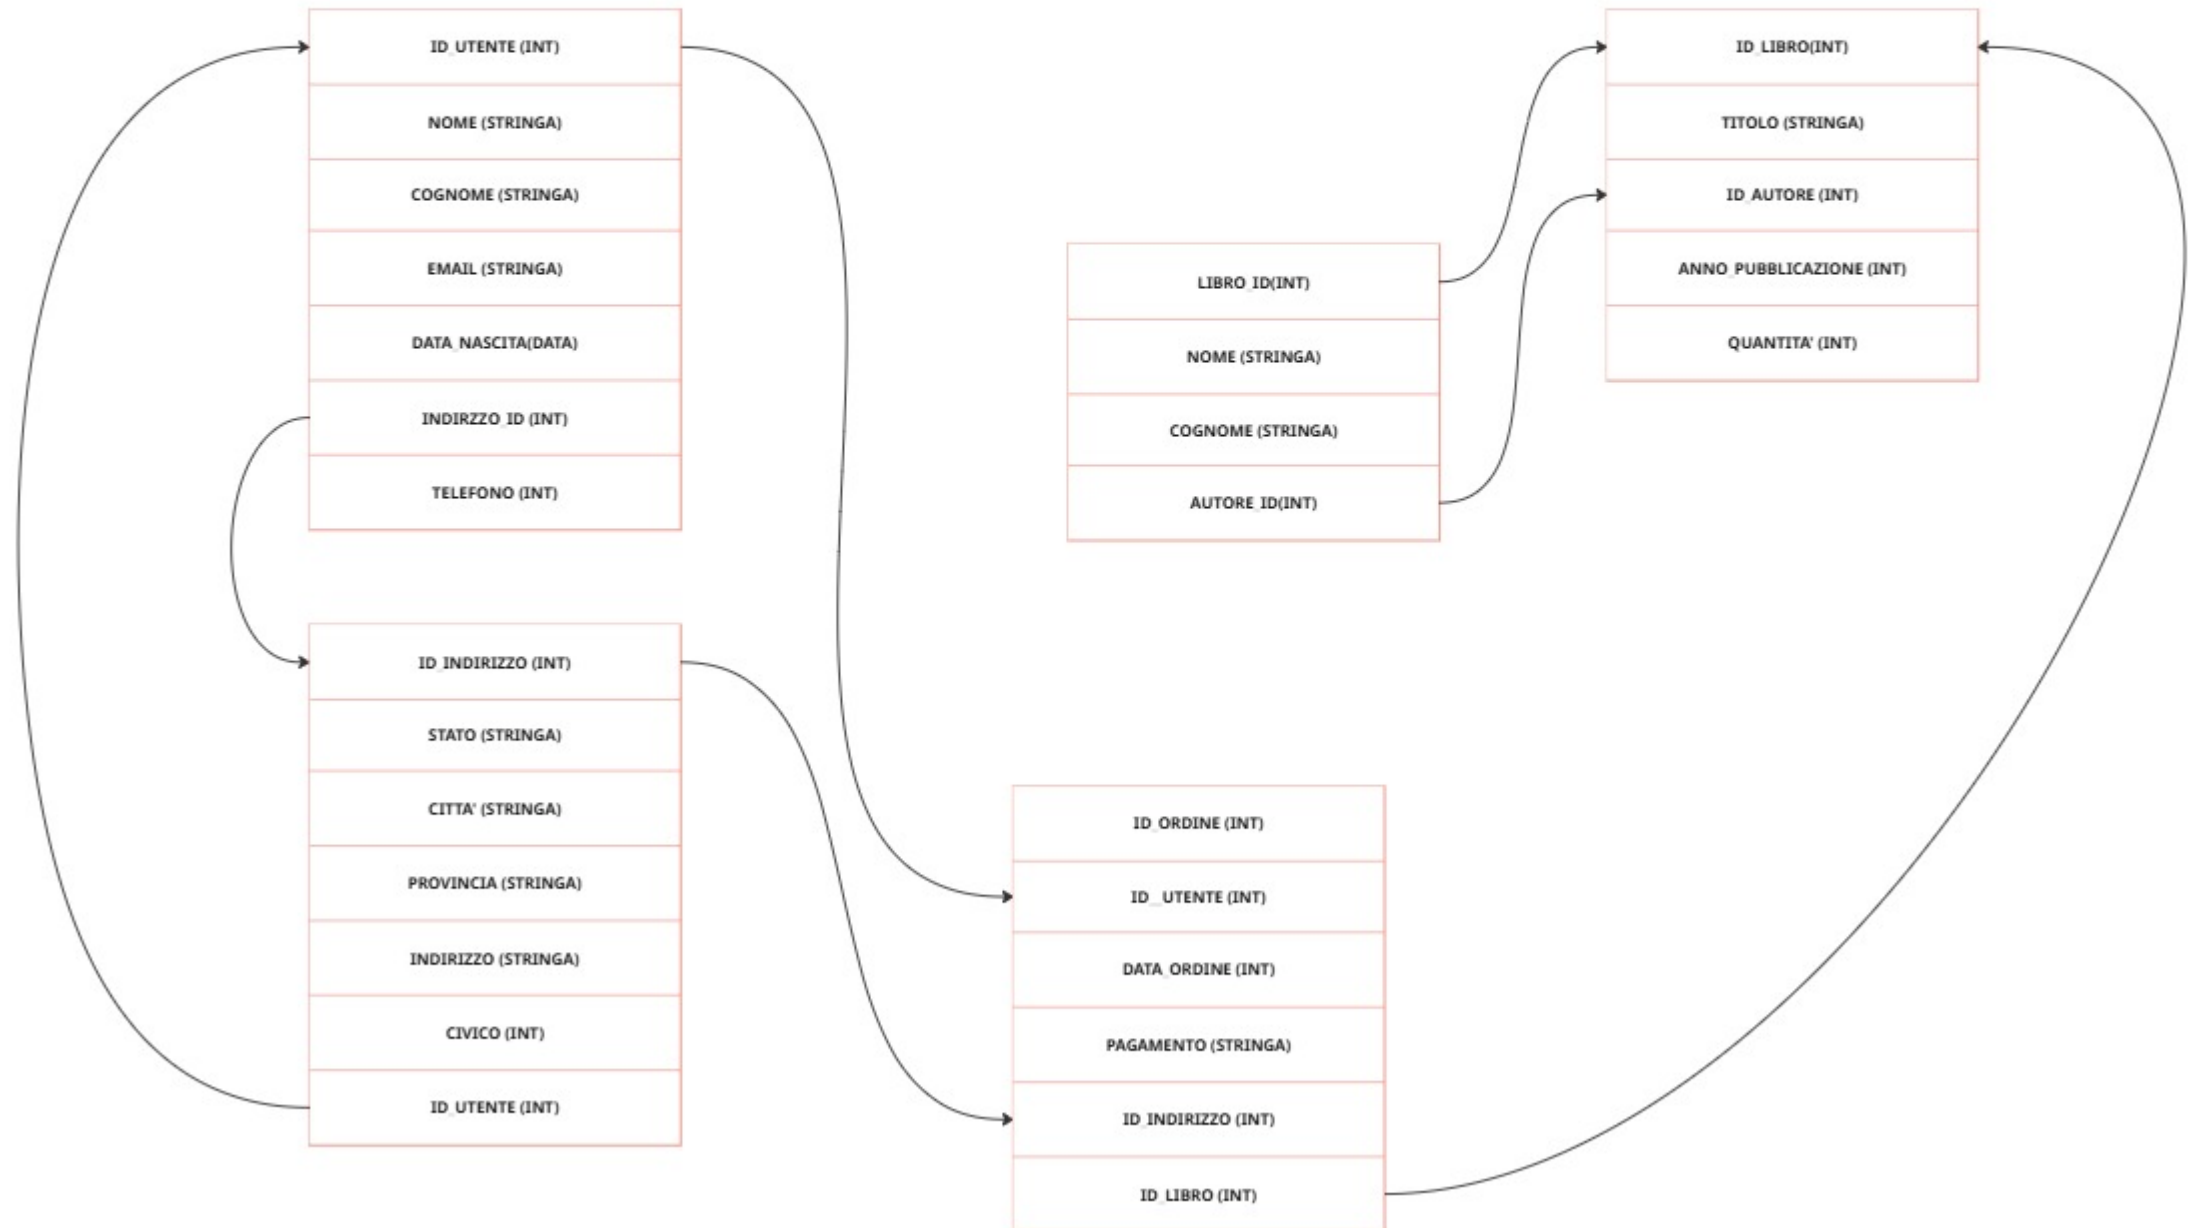 ID_UTENTE (INT)
NOME (STRINGA)
COGNOME (STRINGA)
EMAIL (STRINGA)
DATA_NASCITA(DATA)
INDIRZZO_ID (INT)
TELEFONO (INT)
ID_INDIRIZZO (INT)
STATO (STRINGA)
CITTA' (STRINGA)
PROVINCIA (STRINGA)
INDIRIZZO (STRINGA)
CIVICO (INT)
ID_UTENTE (INT)
LIBRO_ID(INT)
NOME (STRINGA)
COGNOME (STRINGA)
AUTORE_ID(INT)
ID_LIBRO(INT)
TITOLO (STRINGA)
ID_AUTORE (INT)
ANNO_PUBBLICAZIONE (INT)
QUANTITA' (INT)
ID_ORDINE (INT)
ID__UTENTE (INT)
DATA_ORDINE (INT)
PAGAMENTO (STRINGA)
ID_INDIRIZZO (INT)
ID_LIBRO (INT)